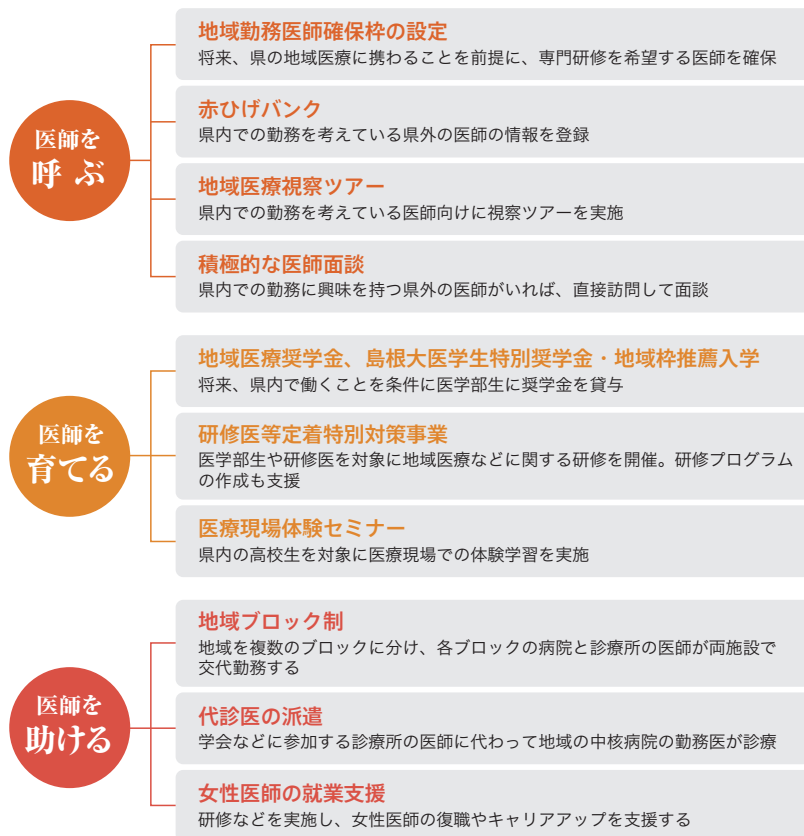 医師を
呼ぶ
地域勤務医師確保枠の設定
将来、県の地域医療に携わることを前提に、専門研修を希望する医師を確保
赤ひげバンク
県内での勤務を考えている県外の医師の情報を登録
地域医療視察ツアー
県内での勤務を考えている医師向けに視察ツアーを実施
積極的な医師面談
県内での勤務に興味を持つ県外の医師がいれば、直接訪問して面談
医師を
育てる
地域医療奨学金、島根大医学生特別奨学金・地域枠推薦入学
将来、県内で働くことを条件に医学部生に奨学金を貸与
研修医等定着特別対策事業
医学部生や研修医を対象に地域医療などに関する研修を開催。研修プログラム
の作成も支援
医療現場体験セミナー
県内の高校生を対象に医療現場での体験学習を実施
医師を
助ける
地域ブロック制
地域を複数のブロックに分け、各ブロックの病院と診療所の医師が両施設で
交代勤務する
代診医の派遣
学会などに参加する診療所の医師に代わって地域の中核病院の勤務医が診療
女性医師の就業支援
研修などを実施し、女性医師の復職やキャリアアップを支援する